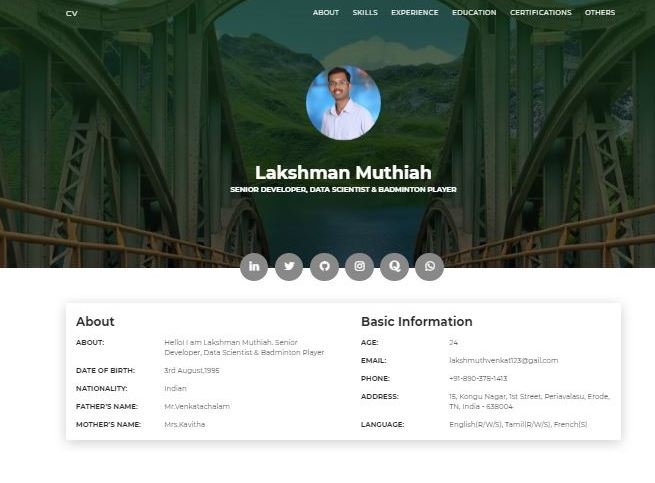 CV
ABOUT SKILLS EXPERIENCE EDUCATION CERTIFICATIONS OTHERS
Lakshman Muthiah
SENIOR DEVELOPER, DATA SCIENTIST & BADMINTON PLAYER
About
ABOUT: Hello! I am Lakshman Muthiah. Senior
Developer, Data Scientist & Badminton Player
DATE OF BIRTH: 3rd August,1995
NATIONALITY: Indian
FATHER'S NAME: Mr.Venkatachalam
MOTHER'S NAME: Mrs.Kavitha
Basic Information
AGE: 24
EMAIL: lakshmuthvenkat123@gail.com
PHONE: +91-890-378-1413
ADDRESS: 15, Kongu Nagar, 1st Street, Periavalasu, Erode,
TN, India - 638004
LANGUAGE: English(R/W/S), Tamil(R/W/S), French(S)